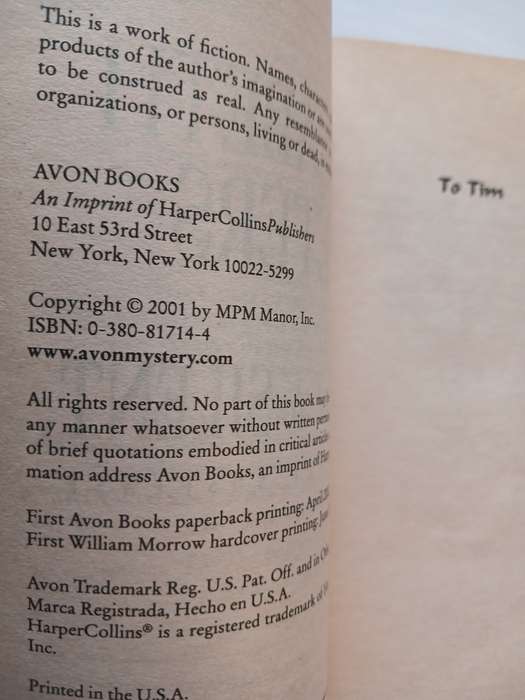 This is a work of fiction. Names,
products of the author's imagination or are
to be construed as real. Any
organizations, or persons, living or dead,
AVON BOOKS
An Imprint of HarperCollinsPublishers
10 East 53rd Street
New York, New York 10022-5299
Copyright © 2001 by MPM Manor, Inc.
ISBN: 0-380-81714-4
www.avonmystery.com
All rights reserved. No part of this book may
any manner whatsoever without written
of brief quotations embodied in critical
mation address Avon Books, an imprint of
First Avon Books paperback printing: April
First William Morrow hardcover printing:
Avon Trademark Reg. U.S. Pat. Off. and in
Marca Registrada, Hecho en U.S.A.
HarperCollins® is a registered trademark of
Inc.
Printed in the U.S.A.
To Tim